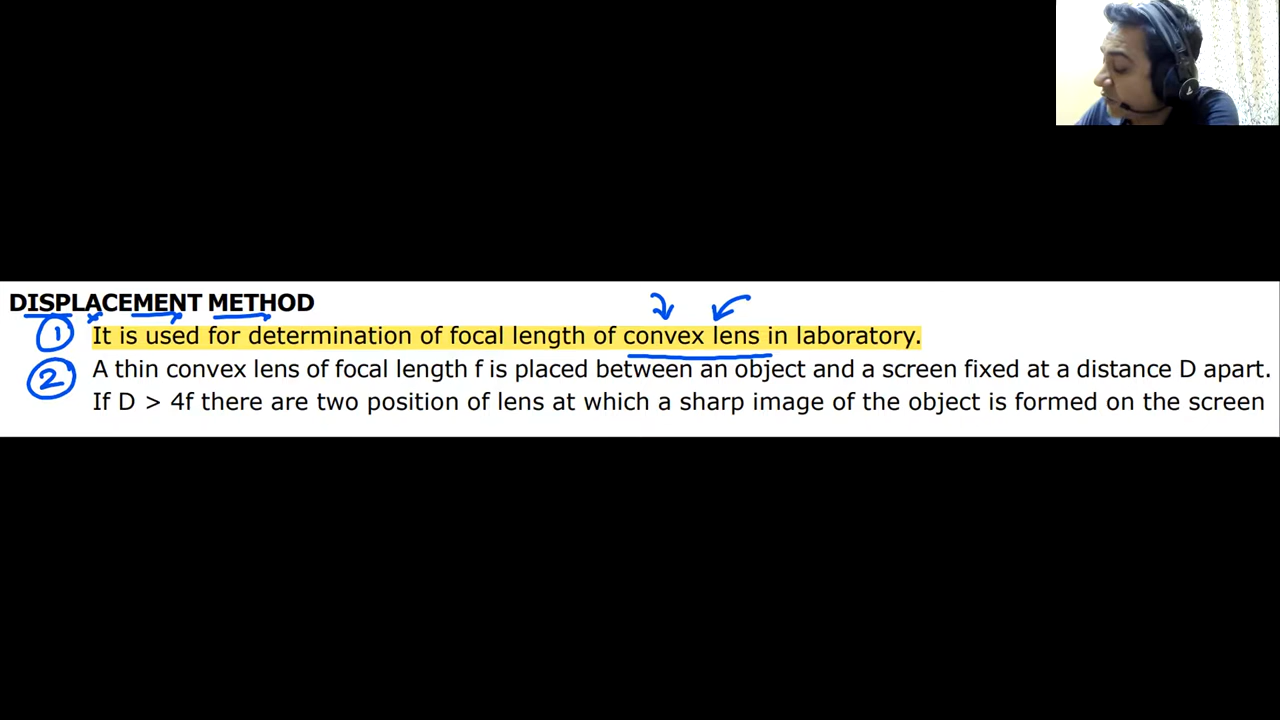 DISPLACEMENT METHOD
1 It is used for determination of focal length of convex lens in laboratory.
2 A thin convex lens of focal length f is placed between an object and a screen fixed at a distance D apart.
If D > 4f there are two position of lens at which a sharp image of the object is formed on the screen